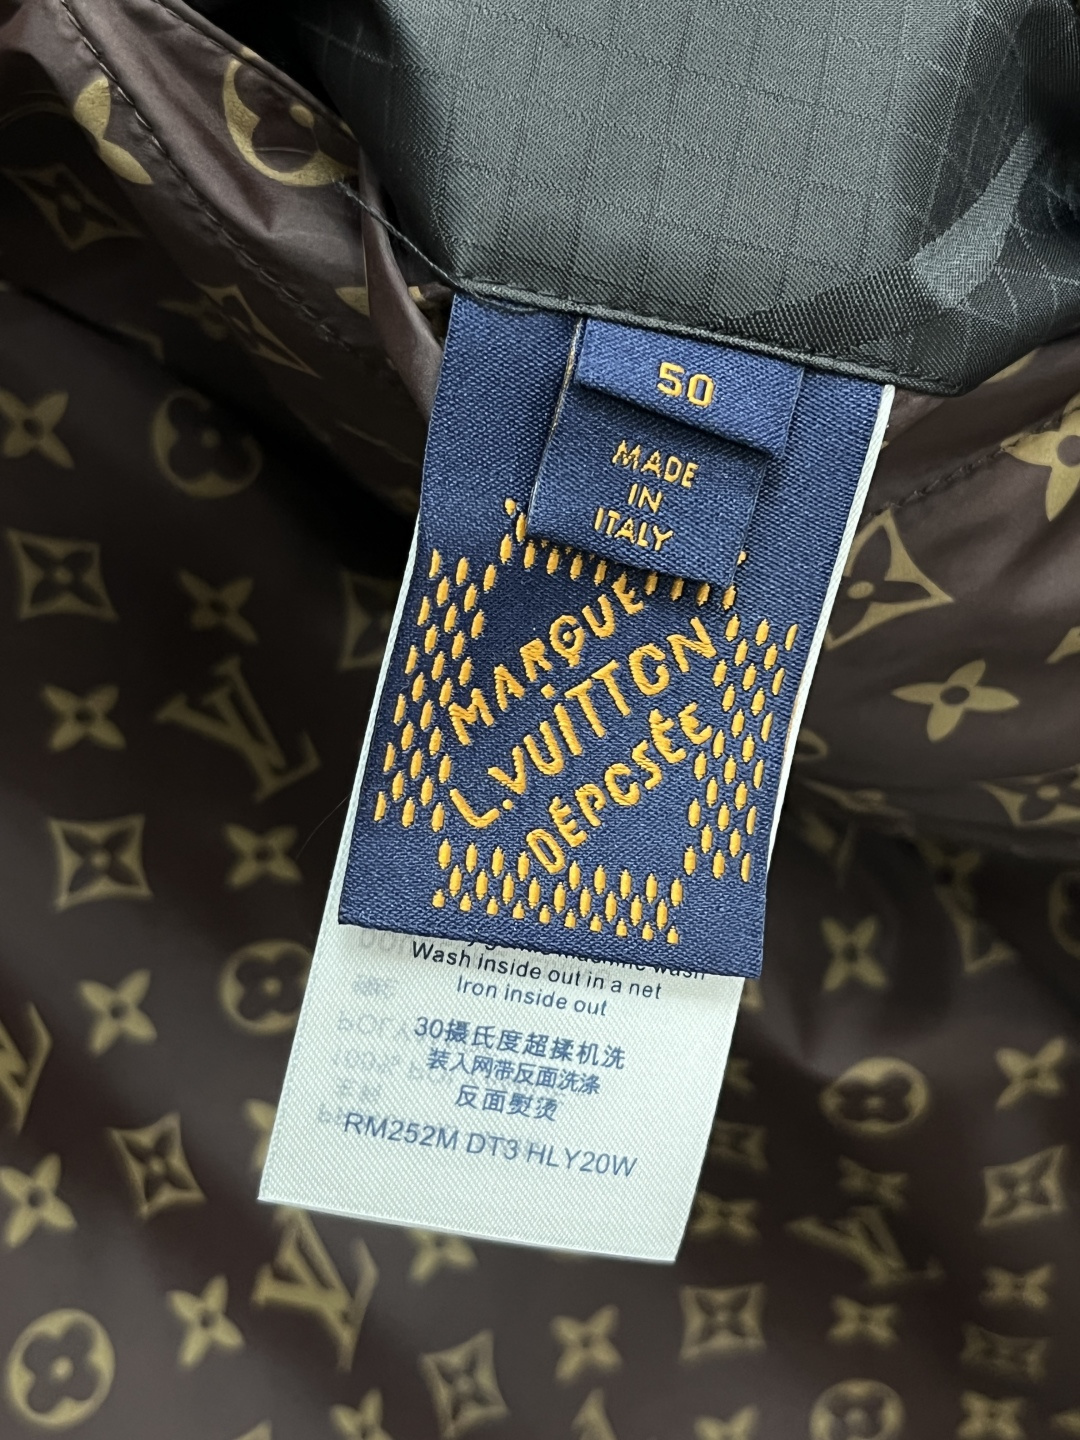 50
MADE
IN
ITALY
MARQUE
L.VUITTON
DÉPOSÉE
machine wash
Wash inside out in a net
Iron inside out
30摄氏度超揉机洗
装入网带反面洗涤
反面熨烫
RM252M DT3 HLY20W